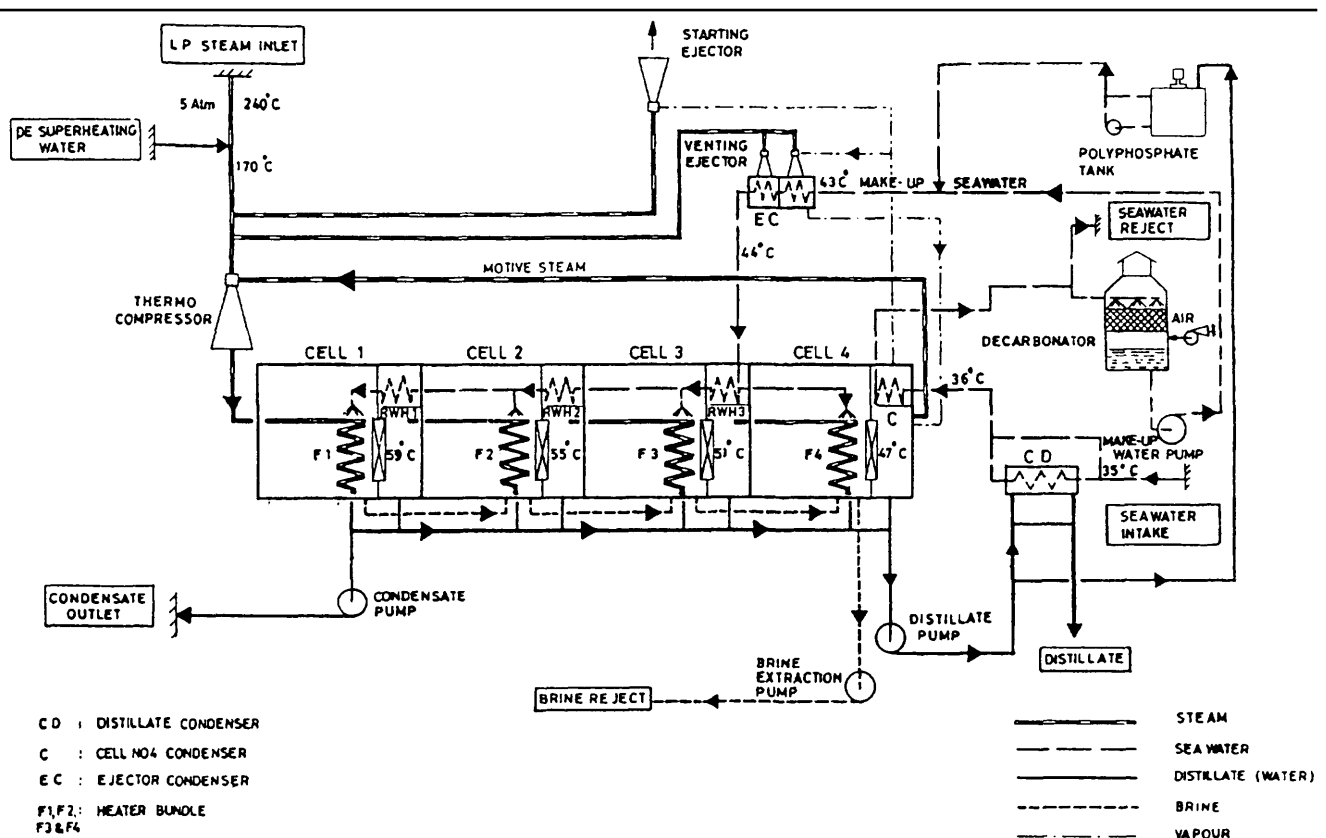 L P STEAM INLET
STARTING
EJECTOR
5 Atm 240°C
DE SUPERHEATING
WATER
170°C
VENTING
EJECTOR
POLYPHOSPHATE
TANK
43C° MAKE-UP SEAWATER
EC
SEAWATER
REJECT
44°C
MOTIVE STEAM
THERMO
COMPRESSOR
AIR
DECARBONATOR
CELL 1 CELL 2 CELL 3 CELL 4
36°C
RWH1 RWH2 RWH3 C
MAKE-UP
WATER PUMP
F1 59°C F2 55°C F3 51°C F4 47°C
CD
35°C
SEAWATER
INTAKE
CONDENSATE
OUTLET
CONDENSATE
PUMP
DISTILLATE
PUMP
DISTILLATE
BRINE
EXTRACTION
PUMP
BRINE REJECT
CD : DISTILLATE CONDENSER
C : CELL NO4 CONDENSER
EC : EJECTOR CONDENSER
F1,F2,: HEATER BUNDLE
F3&F4
STEAM
SEA WATER
DISTILLATE (WATER)
BRINE
VAPOUR